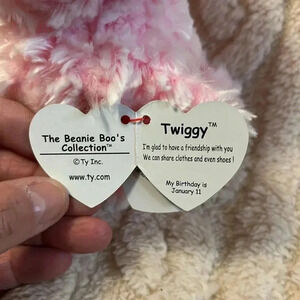 The Beanie Boo's
Collection™
© Ty Inc.
www.ty.com
Twiggy™
I'm glad to have a friendship with you
We can share clothes and even shoes !
My Birthday is
January 11